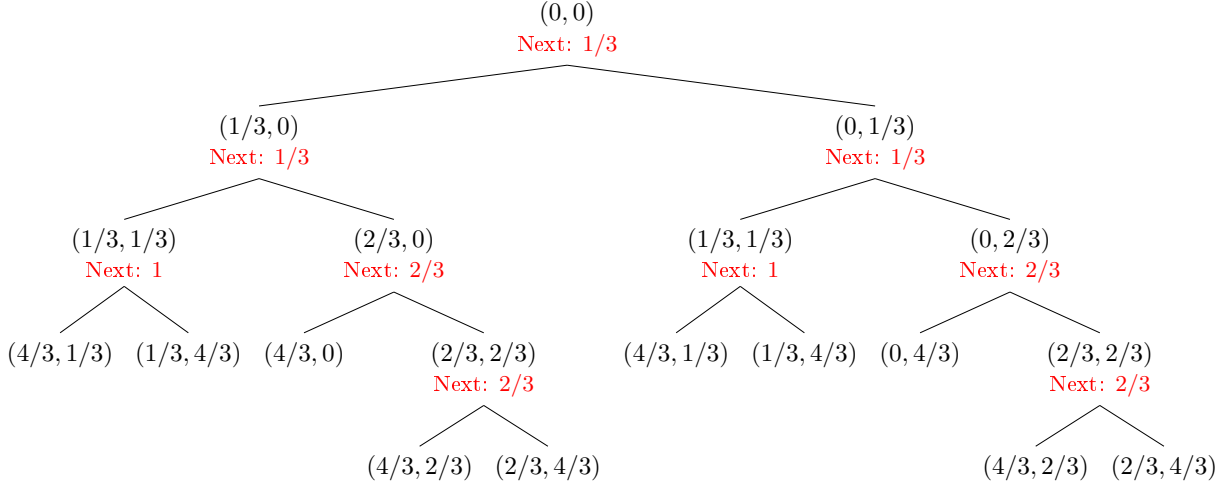 (0, 0)
Next: 1/3
(1/3, 0) (0, 1/3)
Next: 1/3 Next: 1/3
(1/3, 1/3) (2/3, 0) (1/3, 1/3) (0, 2/3)
Next: 1 Next: 2/3 Next: 1 Next: 2/3
(4/3, 1/3) (1/3, 4/3) (4/3, 0) (2/3, 2/3) (4/3, 1/3) (1/3, 4/3) (0, 4/3) (2/3, 2/3)
Next: 2/3 Next: 2/3
(4/3, 2/3) (2/3, 4/3) (4/3, 2/3) (2/3, 4/3)